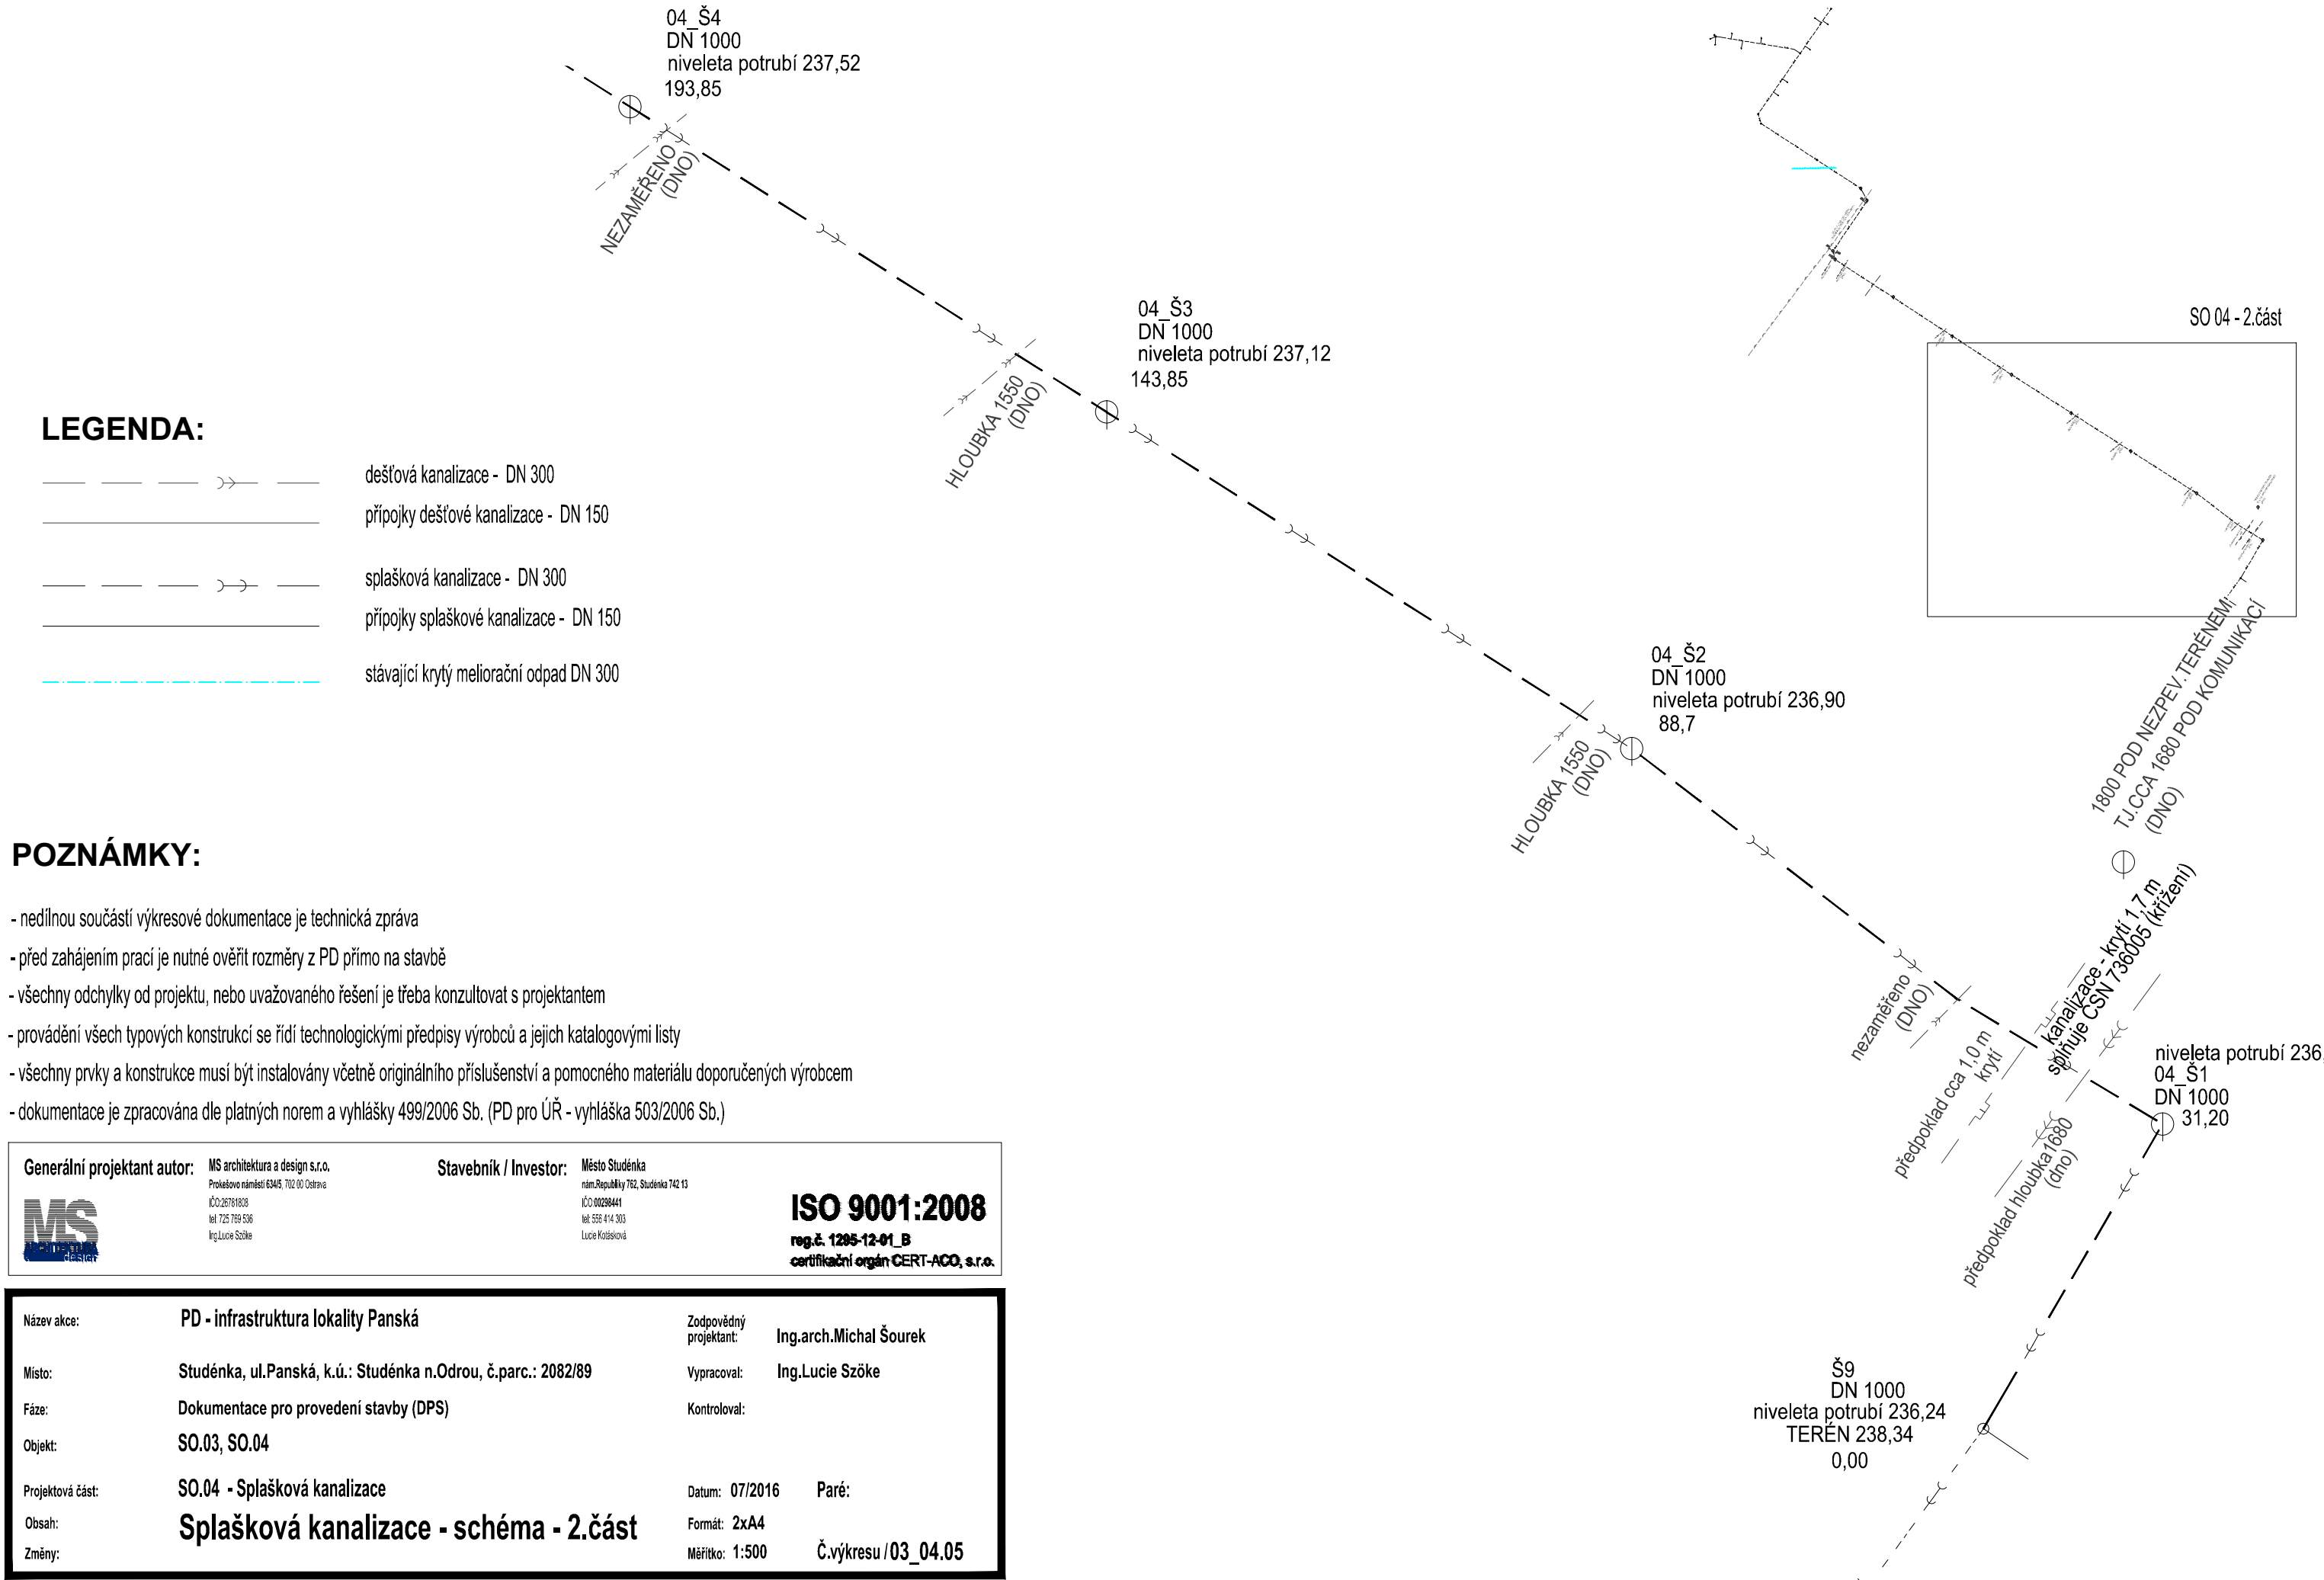 04_Š4
DN 1000
niveleta potrubí 237,52
193,85
NEZAMĚŘENO
(DNO)
04_Š3
DN 1000
niveleta potrubí 237,12
143,85
HLOUBKA 1550
(DNO)
SO 04 - 2.část
04_Š2
DN 1000
niveleta potrubí 236,90
88,7
HLOUBKA 1550
(DNO)
1800 POD NEZPEV.TERÉNEM,
TJ.CCA 1680 POD KOMUNIKACÍ
(DNO)
kanalizace - krytí 1,7 m
splňuje ČSN 736005 (křížení)
nezaměřeno
(DNO)
předpoklad cca 1,0 m
krytí
předpoklad hloubka1680
(dno)
niveleta potrubí 236,
04_Š1
DN 1000
31,20
Š9
DN 1000
niveleta potrubí 236,24
TERÉN 238,34
0,00
LEGENDA:
dešťová kanalizace - DN 300
přípojky dešťové kanalizace - DN 150
splašková kanalizace - DN 300
přípojky splaškové kanalizace - DN 150
stávající krytý meliorační odpad DN 300
POZNÁMKY:
- nedílnou součástí výkresové dokumentace je technická zpráva
- před zahájením prací je nutné ověřit rozměry z PD přímo na stavbě
- všechny odchylky od projektu, nebo uvažovaného řešení je třeba konzultovat s projektantem
- provádění všech typových konstrukcí se řídí technologickými předpisy výrobců a jejich katalogovými listy
- všechny prvky a konstrukce musí být instalovány včetně originálního příslušenství a pomocného materiálu doporučených výrobcem
- dokumentace je zpracována dle platných norem a vyhlášky 499/2006 Sb. (PD pro ÚŘ - vyhláška 503/2006 Sb.)
Generální projektant autor:
MS architektura a design s.r.o.
Prokešovo náměstí 634/5, 702 00 Ostrava
IČO:26781808
tel: 725 769 536
Ing.Lucie Szöke
MS
ARCHITEKTURA
design
Stavebník / Investor:
Město Studénka
nám.Republiky 762, Studénka 742 13
IČO:00298441
tel: 556 414 303
Lucie Kotásková
ISO 9001:2008
reg.č. 1295-12-01_B
certifikační orgán CERT-ACO, s.r.o.
Název akce: PD - infrastruktura lokality Panská
Místo: Studénka, ul.Panská, k.ú.: Studénka n.Odrou, č.parc.: 2082/89
Fáze: Dokumentace pro provedení stavby (DPS)
Objekt: SO.03, SO.04
Projektová část: SO.04 - Splašková kanalizace
Obsah: Splašková kanalizace - schéma - 2.část
Změny:
Zodpovědný
projektant: Ing.arch.Michal Šourek
Vypracoval: Ing.Lucie Szöke
Kontroloval:
Datum: 07/2016 Paré:
Formát: 2xA4
Měřítko: 1:500 Č.výkresu / 03_04.05